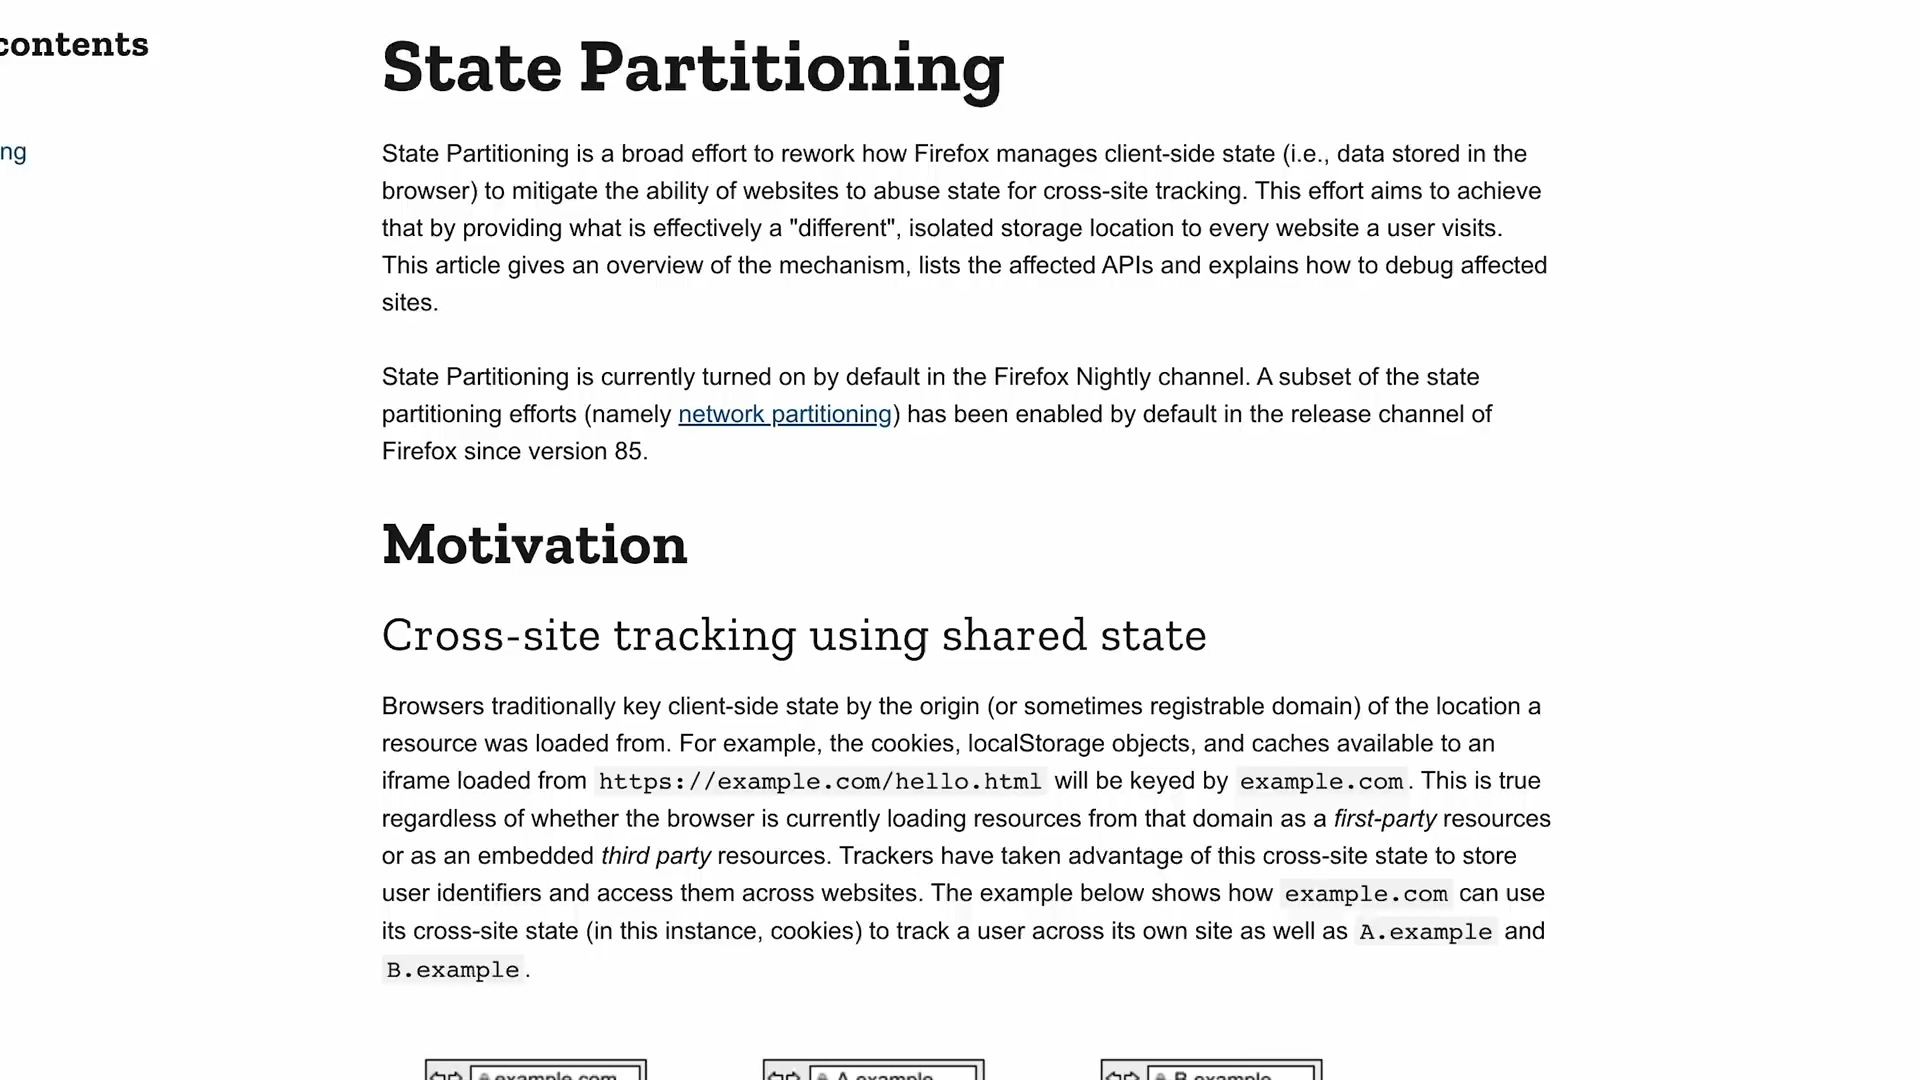 contents
ng
State Partitioning
State Partitioning is a broad effort to rework how Firefox manages client-side state (i.e., data stored in the
browser) to mitigate the ability of websites to abuse state for cross-site tracking. This effort aims to achieve
that by providing what is effectively a "different", isolated storage location to every website a user visits.
This article gives an overview of the mechanism, lists the affected APIs and explains how to debug affected
sites.
State Partitioning is currently turned on by default in the Firefox Nightly channel. A subset of the state
partitioning efforts (namely network partitioning) has been enabled by default in the release channel of
Firefox since version 85.
Motivation
Cross-site tracking using shared state
Browsers traditionally key client-side state by the origin (or sometimes registrable domain) of the location a
resource was loaded from. For example, the cookies, localStorage objects, and caches available to an
iframe loaded from https://example.com/hello.html will be keyed by example.com. This is true
regardless of whether the browser is currently loading resources from that domain as a first-party resources
or as an embedded third party resources. Trackers have taken advantage of this cross-site state to store
user identifiers and access them across websites. The example below shows how example.com can use
its cross-site state (in this instance, cookies) to track a user across its own site as well as A.example and
B.example.
example.com
A.example
B.example